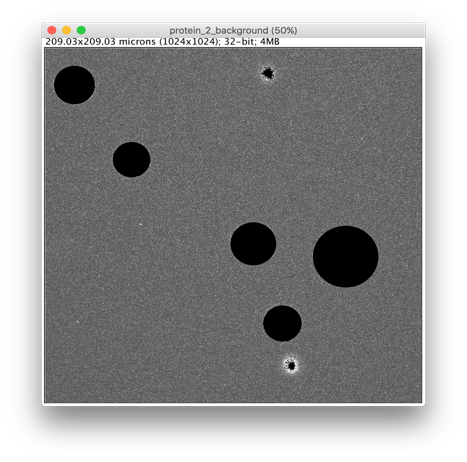 protein_2_background (50%)
209.03x209.03 microns (1024x1024); 32-bit; 4MB